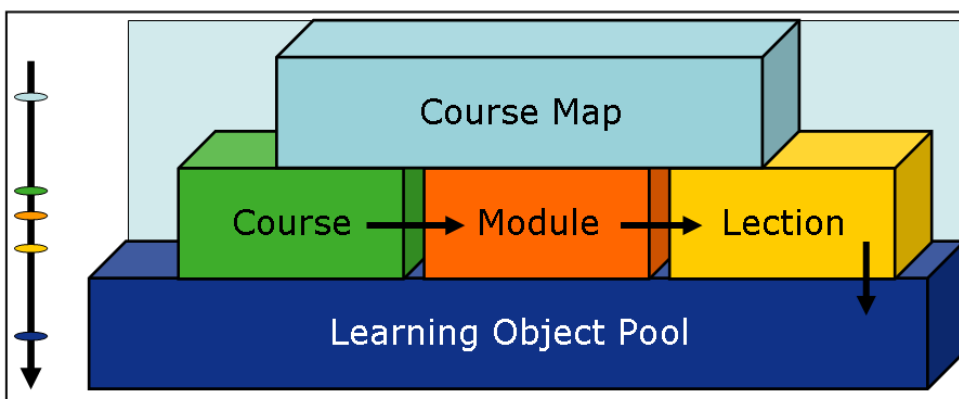 Course Map
Course
Module
Lection
Learning Object Pool